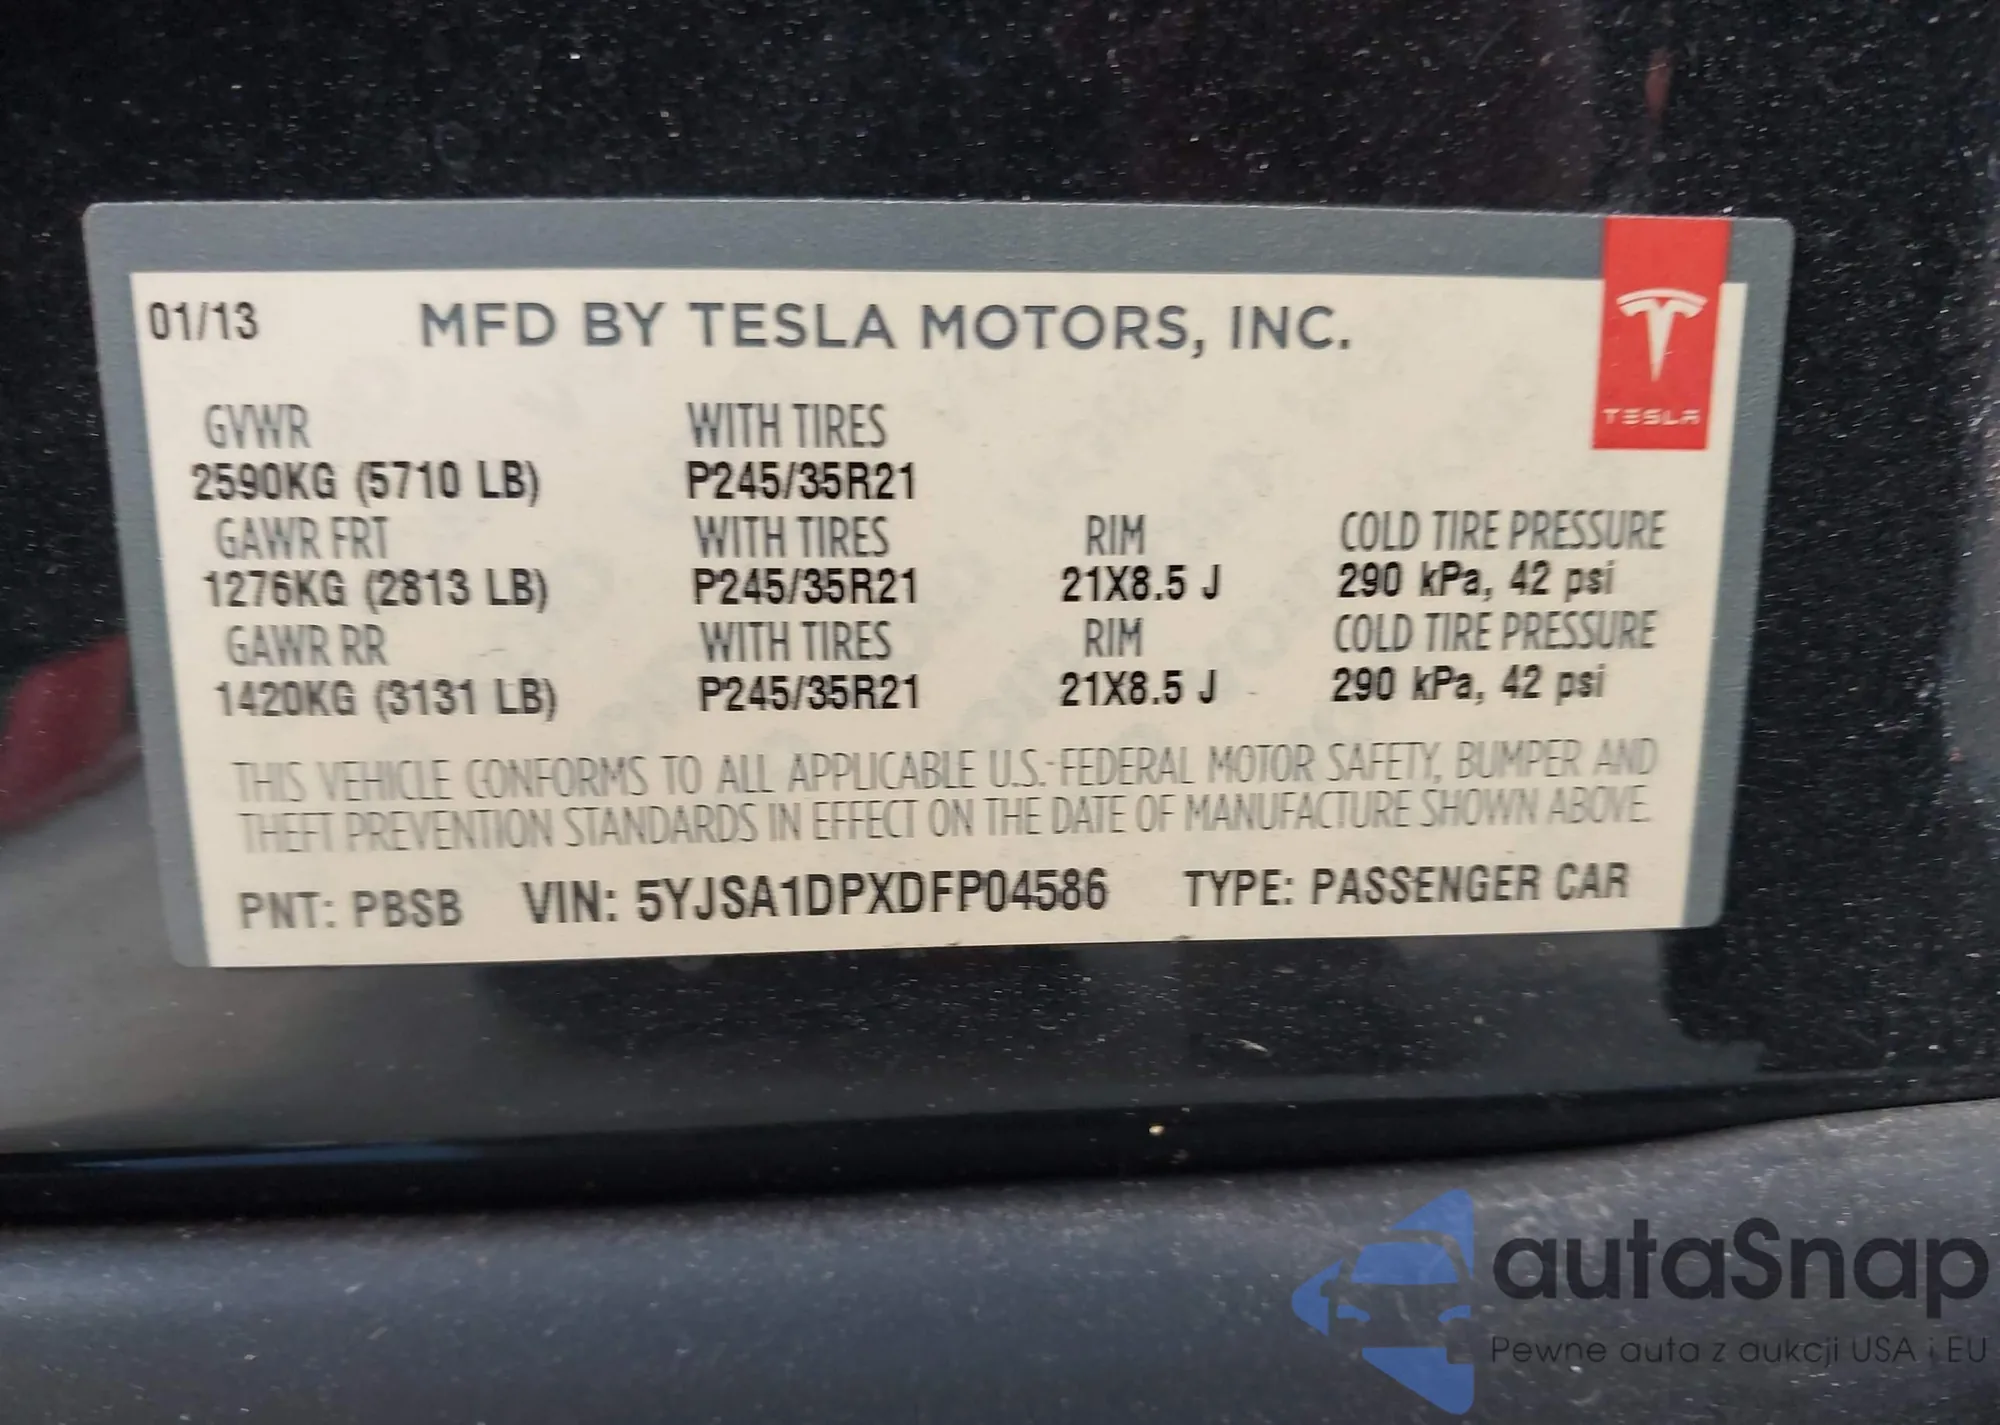 01/13 MFD BY TESLA MOTORS, INC.
TESLA
GVWR WITH TIRES
2590KG (5710 LB) P245/35R21
GAWR FRT WITH TIRES RIM COLD TIRE PRESSURE
1276KG (2813 LB) P245/35R21 21X8.5 J 290 kPa, 42 psi
GAWR RR WITH TIRES RIM COLD TIRE PRESSURE
1420KG (3131 LB) P245/35R21 21X8.5 J 290 kPa, 42 psi
THIS VEHICLE CONFORMS TO ALL APPLICABLE U.S. FEDERAL MOTOR SAFETY, BUMPER AND
THEFT PREVENTION STANDARDS IN EFFECT ON THE DATE OF MANUFACTURE SHOWN ABOVE.
PNT: PBSB VIN: 5YJSA1DPXDFP04586 TYPE: PASSENGER CAR
autaSnap
Pewne auta z aukcji USA i EU